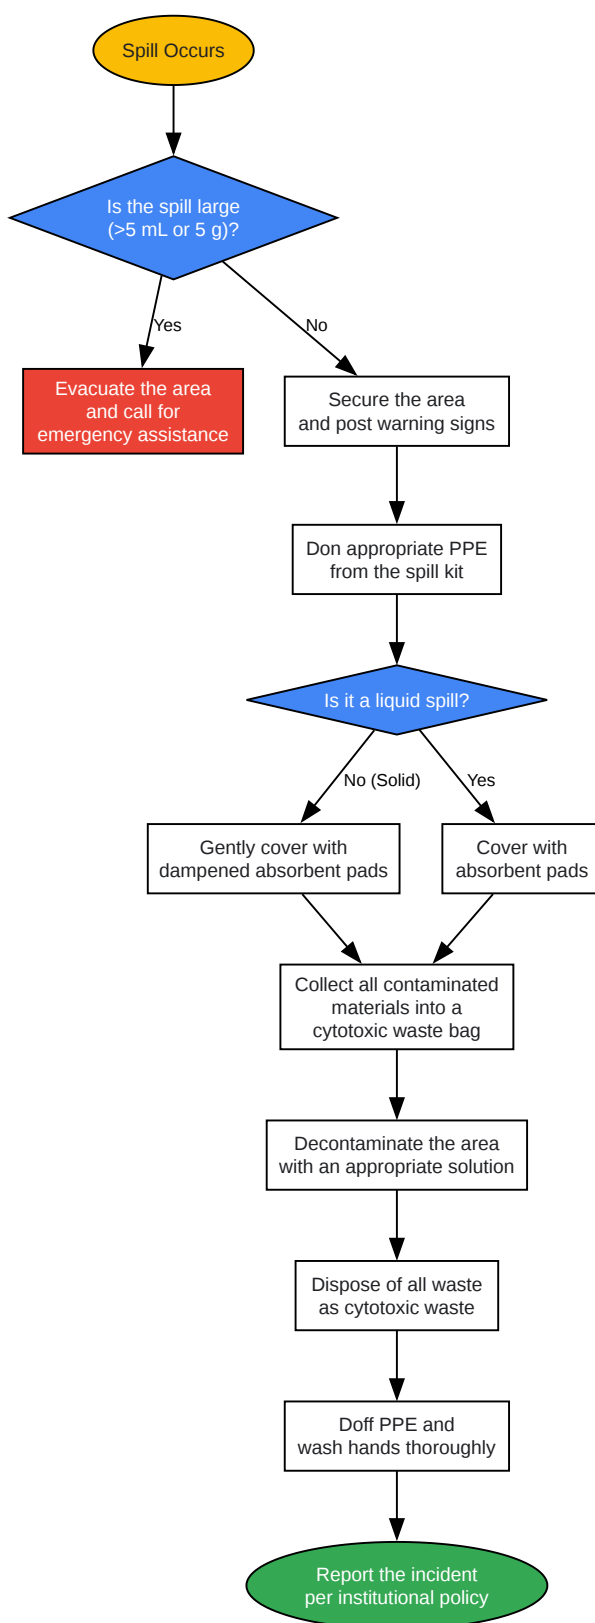 Spill Occurs
Is the spill large
(>5 mL or 5 g)?
Yes
No
Evacuate the area
and call for
emergency assistance
Secure the area
and post warning signs
Don appropriate PPE
from the spill kit
Is it a liquid spill?
No (Solid)
Yes
Gently cover with
dampened absorbent pads
Cover with
absorbent pads
Collect all contaminated
materials into a
cytotoxic waste bag
Decontaminate the area
with an appropriate solution
Dispose of all waste
as cytotoxic waste
Doff PPE and
wash hands thoroughly
Report the incident
per institutional policy